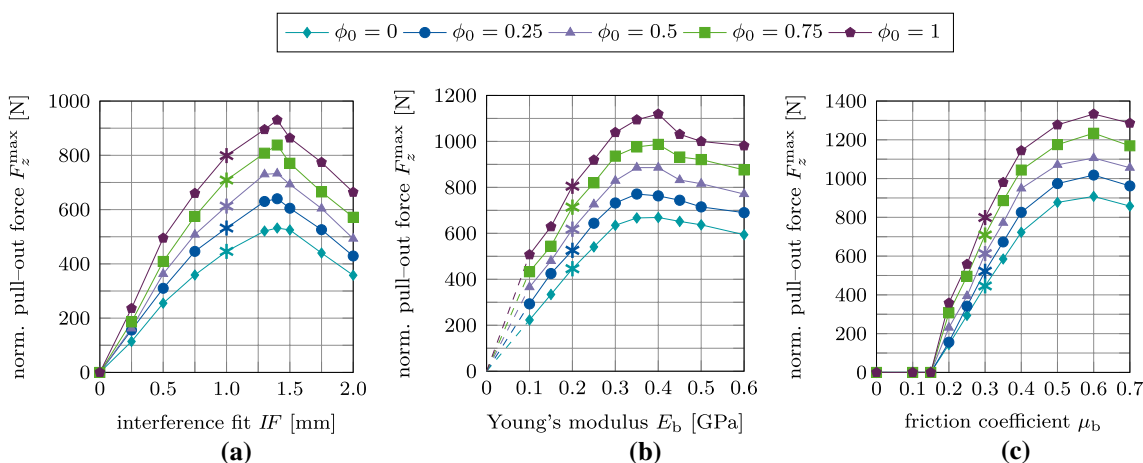 ϕ₀ = 0 ϕ₀ = 0.25 ϕ₀ = 0.5 ϕ₀ = 0.75 ϕ₀ = 1
norm. pull–out force F_z^max [N]
1000
800
600
400
200
0
0 0.5 1.0 1.5 2.0
interference fit IF [mm]
(a)
norm. pull–out force F_z^max [N]
1200
1000
800
600
400
200
0
0 0.1 0.2 0.3 0.4 0.5 0.6
Young's modulus E_b [GPa]
(b)
norm. pull–out force F_z^max [N]
1400
1200
1000
800
600
400
200
0
0 0.1 0.2 0.3 0.4 0.5 0.6 0.7
friction coefficient μ_b
(c)